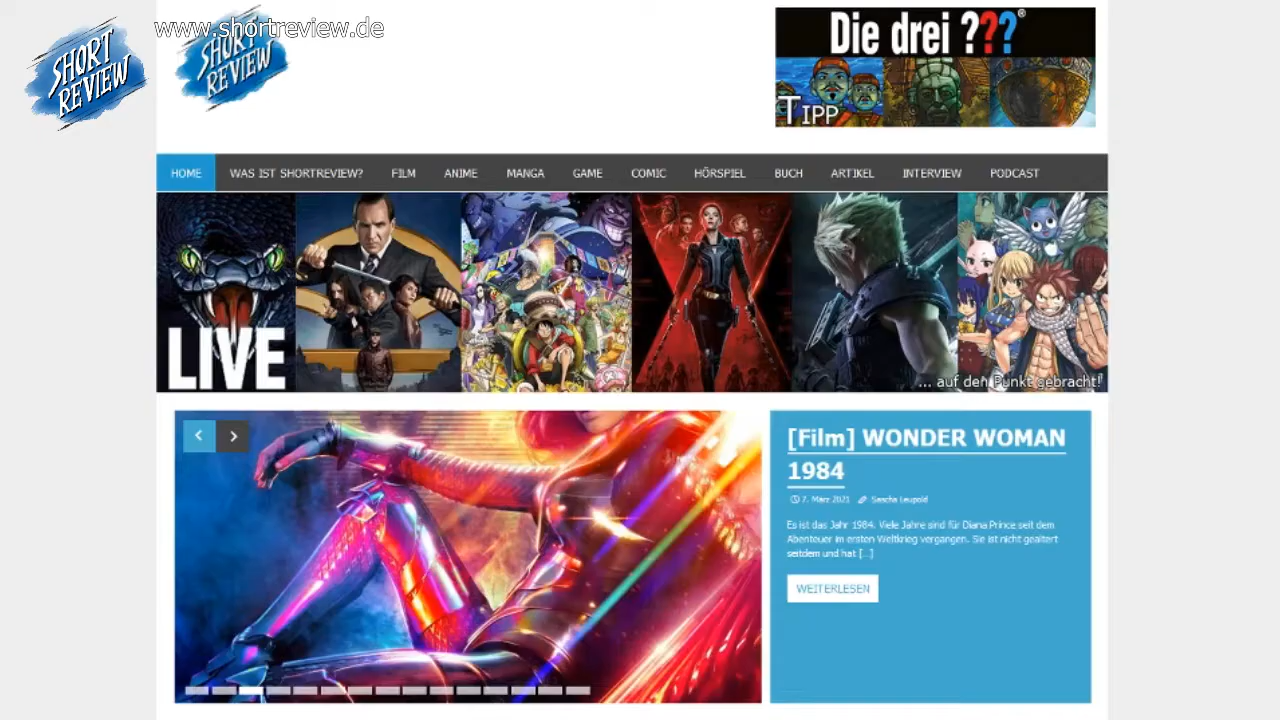 www.shortreview.de
SHORT
REVIEW
SHORT
REVIEW
Die drei ???®
TIPP
HOME WAS IST SHORTREVIEW? FILM ANIME MANGA GAME COMIC HÖRSPIEL BUCH ARTIKEL INTERVIEW PODCAST
LIVE
... auf den Punkt gebracht!
[Film] WONDER WOMAN
1984
7. März 2021 Sascha Leupold
Es ist das Jahr 1984. Viele Jahre sind für Diana Prince seit dem
Abenteuer im ersten Weltkrieg vergangen. Sie ist nicht gealtert
seitdem und hat [...]
WEITERLESEN